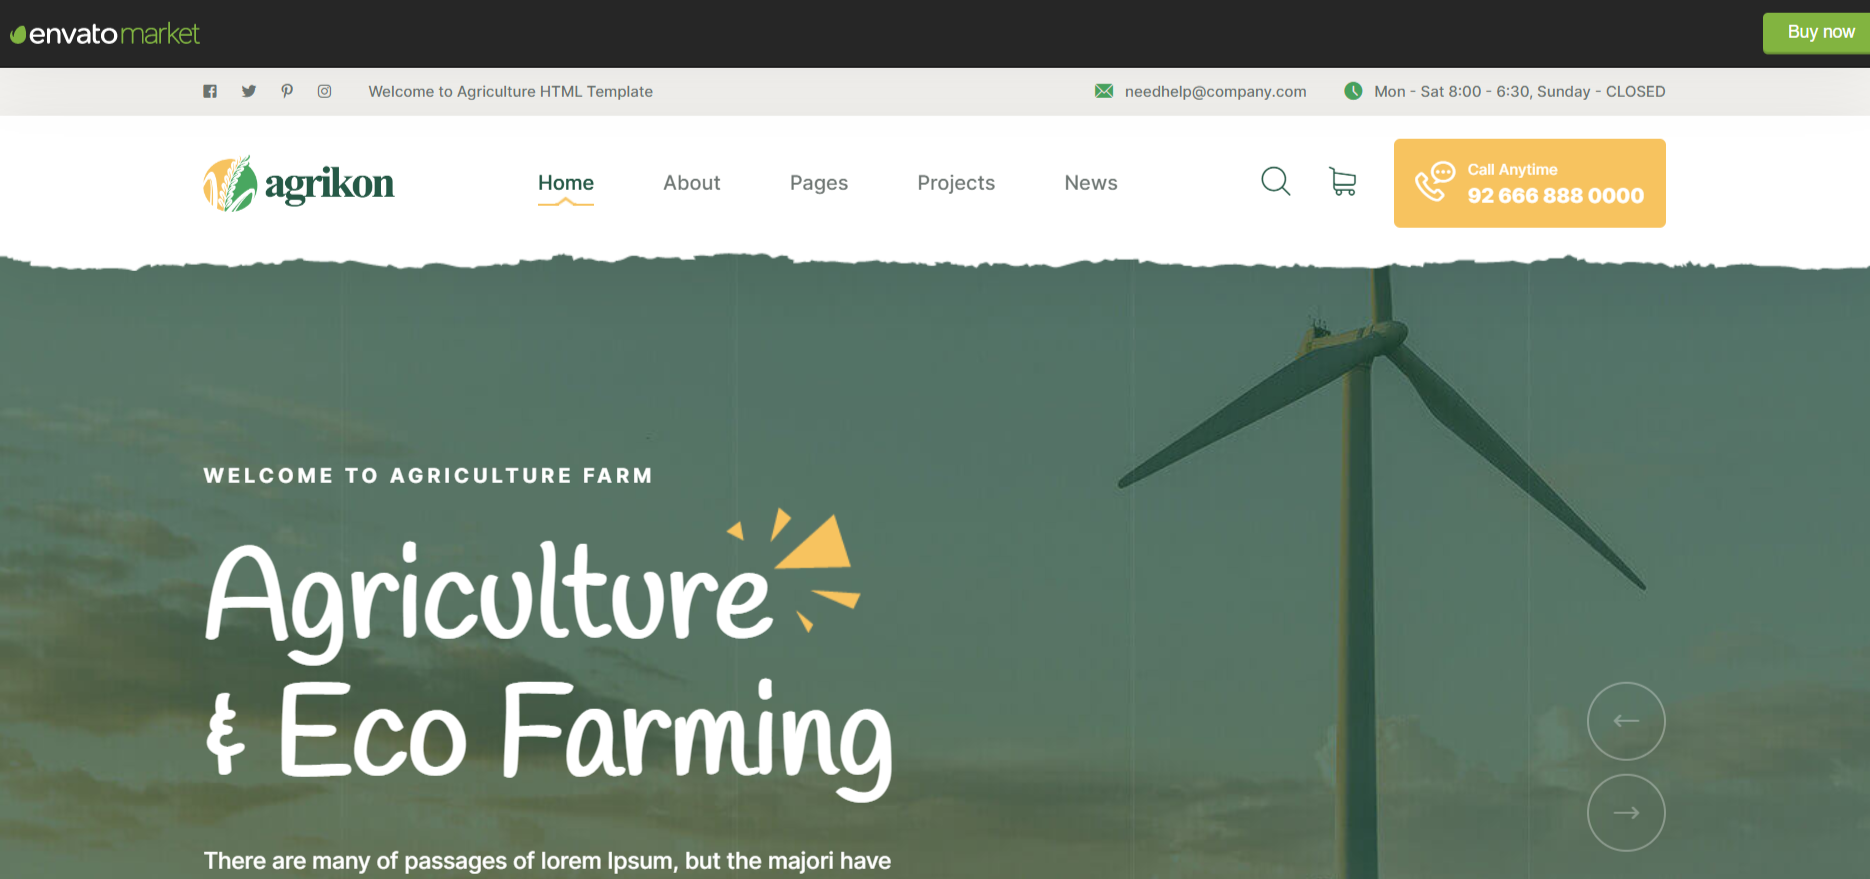 envato market
Buy now
Welcome to Agriculture HTML Template
needhelp@company.com
Mon - Sat 8:00 - 6:30, Sunday - CLOSED
agrikon
Home
About
Pages
Projects
News
Call Anytime
92 666 888 0000
WELCOME TO AGRICULTURE FARM
Agriculture
& Eco Farming
There are many of passages of lorem Ipsum, but the majori have